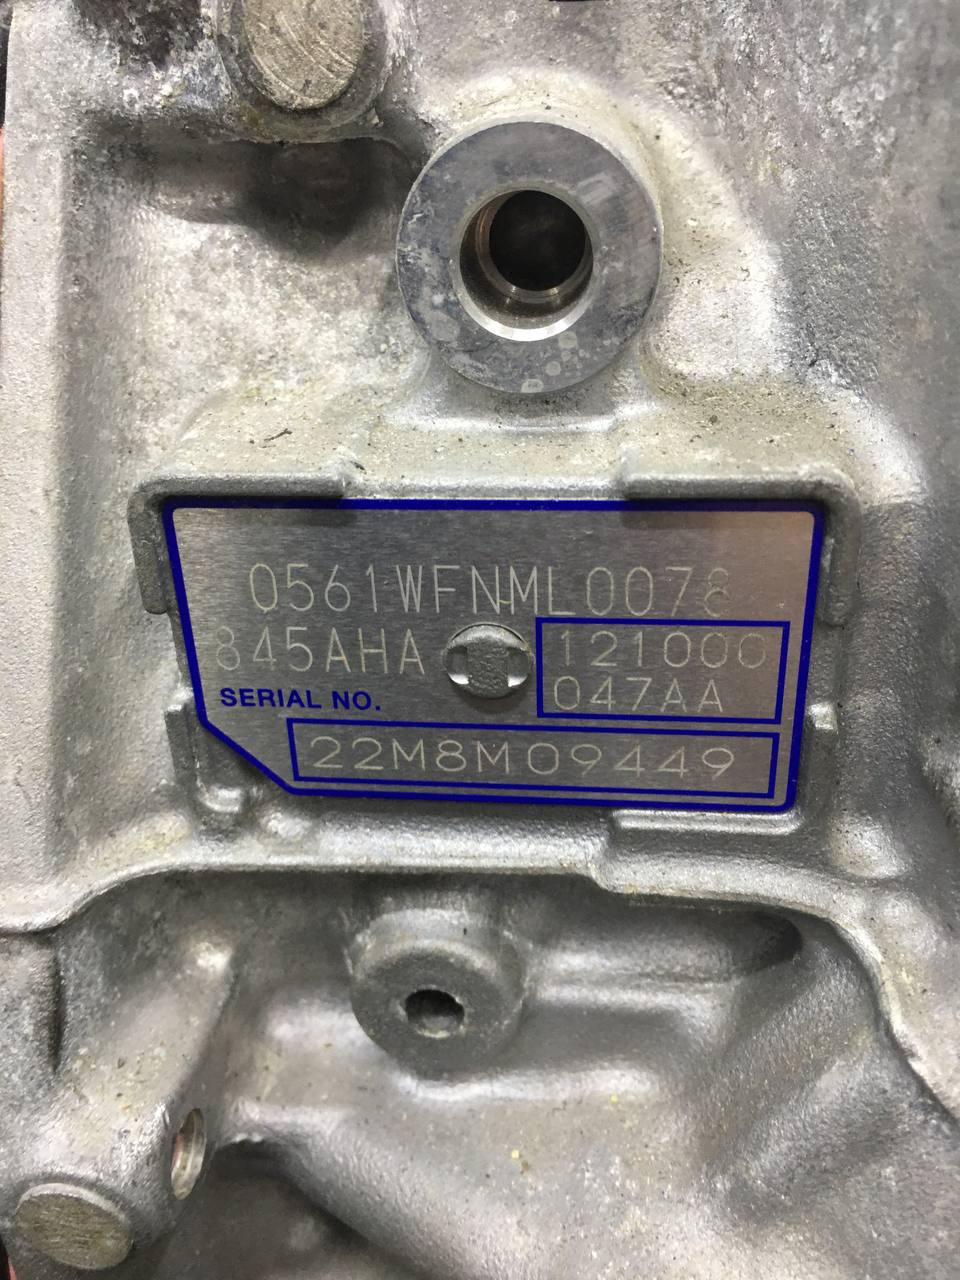 0561WFNML0078
845AHA
121000
047AA
SERIAL NO.
22M8M09449